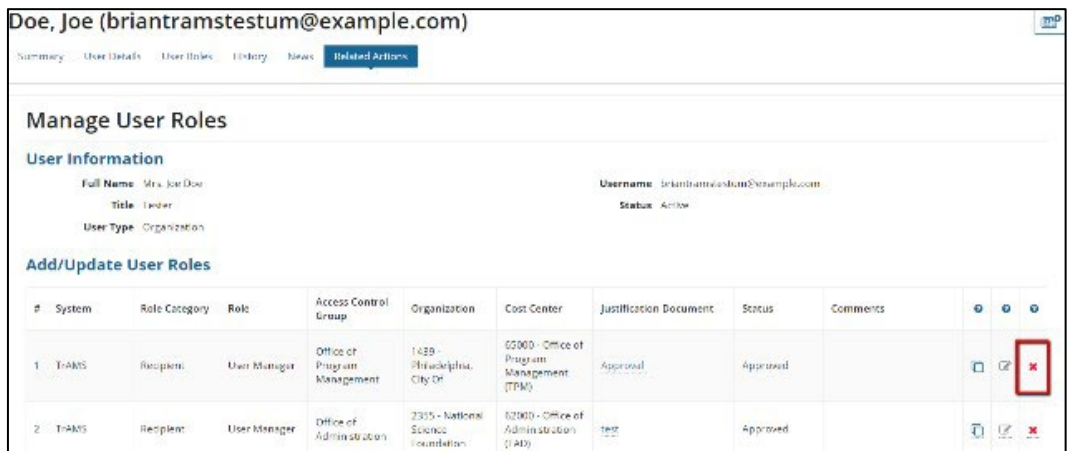 Doe, Joe (briantramstestum@example.com)
Summary User Details User Roles History News Related Actions
Manage User Roles
User Information
Full Name Mrs. Joe Doe
Username briantramstestum@example.com
Title Tester
Status Active
User Type Organization
Add/Update User Roles
# System Role Category Role Access Control Group Organization Cost Center Justification Document Status Comments
1 TrAMS Recipient User Manager Office of Program Management 1439 - Philadelphia, City Of 65000 - Office of Program Management (TPM) Approval Approved
2 TrAMS Recipient User Manager Office of Administration 2355 - National Science Foundation 62000 - Office of Administration (TAD) test Approved